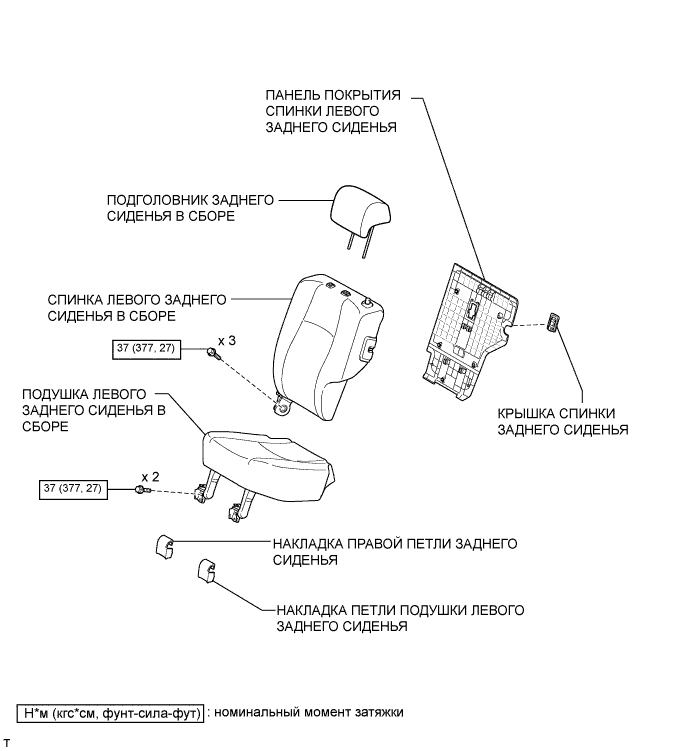 ПАНЕЛЬ ПОКРЫТИЯ
СПИНКИ ЛЕВОГО
ЗАДНЕГО СИДЕНЬЯ
ПОДГОЛОВНИК ЗАДНЕГО
СИДЕНЬЯ В СБОРЕ
СПИНКА ЛЕВОГО ЗАДНЕГО
СИДЕНЬЯ В СБОРЕ
x 3
37 (377, 27)
ПОДУШКА ЛЕВОГО
ЗАДНЕГО СИДЕНЬЯ В
СБОРЕ
КРЫШКА СПИНКИ
ЗАДНЕГО СИДЕНЬЯ
x 2
37 (377, 27)
НАКЛАДКА ПРАВОЙ ПЕТЛИ ЗАДНЕГО
СИДЕНЬЯ
НАКЛАДКА ПЕТЛИ ПОДУШКИ ЛЕВОГО
ЗАДНЕГО СИДЕНЬЯ
Н*м (кгс*см, фунт-сила-фут) : номинальный момент затяжки
T